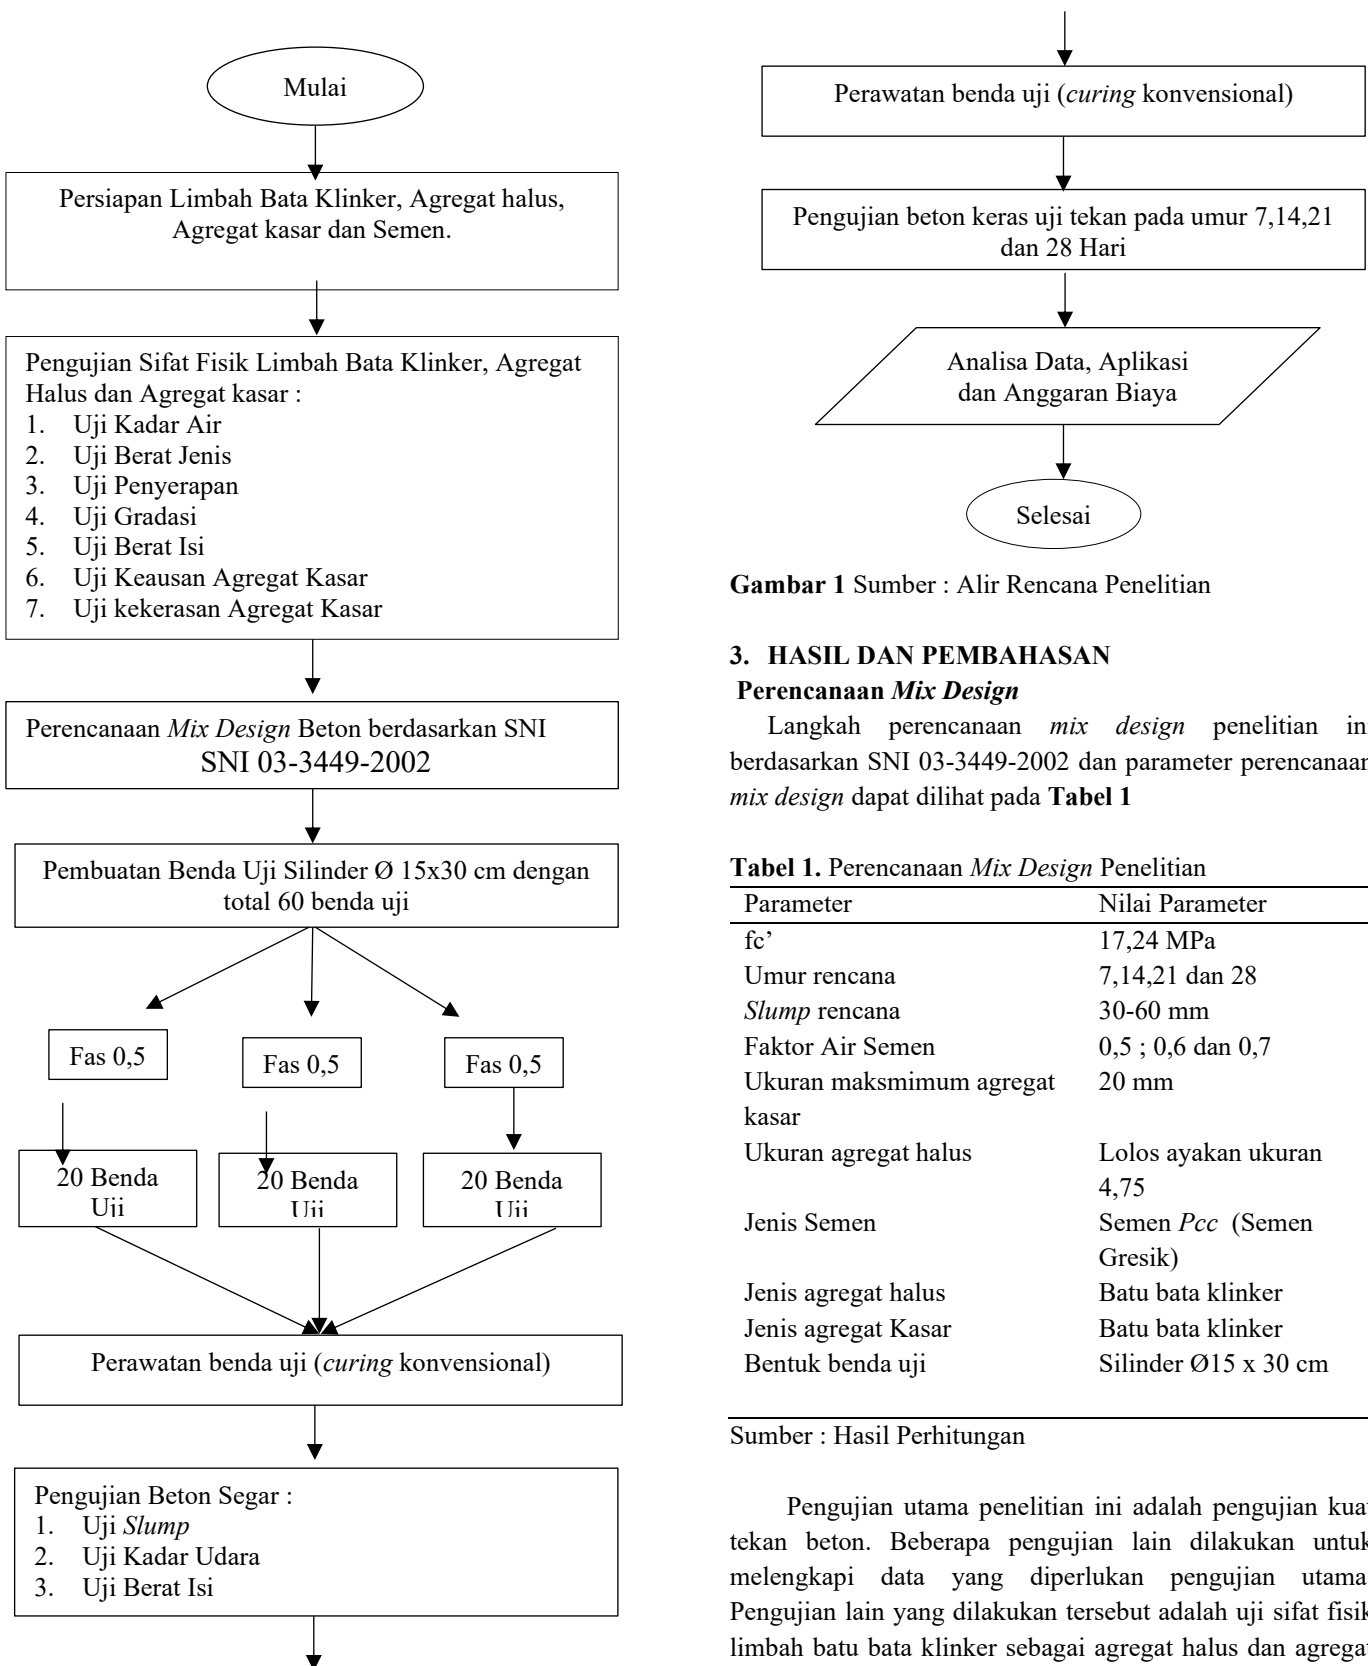 Mulai
Persiapan Limbah Bata Klinker, Agregat halus,
Agregat kasar dan Semen.
Pengujian Sifat Fisik Limbah Bata Klinker, Agregat
Halus dan Agregat kasar :
1. Uji Kadar Air
2. Uji Berat Jenis
3. Uji Penyerapan
4. Uji Gradasi
5. Uji Berat Isi
6. Uji Keausan Agregat Kasar
7. Uji kekerasan Agregat Kasar
Perencanaan Mix Design Beton berdasarkan SNI
SNI 03-3449-2002
Pembuatan Benda Uji Silinder Ø 15x30 cm dengan
total 60 benda uji
Fas 0,5
Fas 0,5
Fas 0,5
20 Benda
Uji
20 Benda
Uji
20 Benda
Uji
Perawatan benda uji (curing konvensional)
Pengujian Beton Segar :
1. Uji Slump
2. Uji Kadar Udara
3. Uji Berat Isi
Perawatan benda uji (curing konvensional)
Pengujian beton keras uji tekan pada umur 7,14,21
dan 28 Hari
Analisa Data, Aplikasi
dan Anggaran Biaya
Selesai
Gambar 1 Sumber : Alir Rencana Penelitian
3. HASIL DAN PEMBAHASAN
Perencanaan Mix Design
Langkah perencanaan mix design penelitian ini
berdasarkan SNI 03-3449-2002 dan parameter perencanaan
mix design dapat dilihat pada Tabel 1
Tabel 1. Perencanaan Mix Design Penelitian
Parameter Nilai Parameter
fc’ 17,24 MPa
Umur rencana 7,14,21 dan 28
Slump rencana 30-60 mm
Faktor Air Semen 0,5 ; 0,6 dan 0,7
Ukuran maksmimum agregat 20 mm
kasar
Ukuran agregat halus Lolos ayakan ukuran
4,75
Jenis Semen Semen Pcc (Semen
Gresik)
Jenis agregat halus Batu bata klinker
Jenis agregat Kasar Batu bata klinker
Bentuk benda uji Silinder Ø15 x 30 cm
Sumber : Hasil Perhitungan
Pengujian utama penelitian ini adalah pengujian kuat
tekan beton. Beberapa pengujian lain dilakukan untuk
melengkapi data yang diperlukan pengujian utama.
Pengujian lain yang dilakukan tersebut adalah uji sifat fisik
limbah batu bata klinker sebagai agregat halus dan agregat